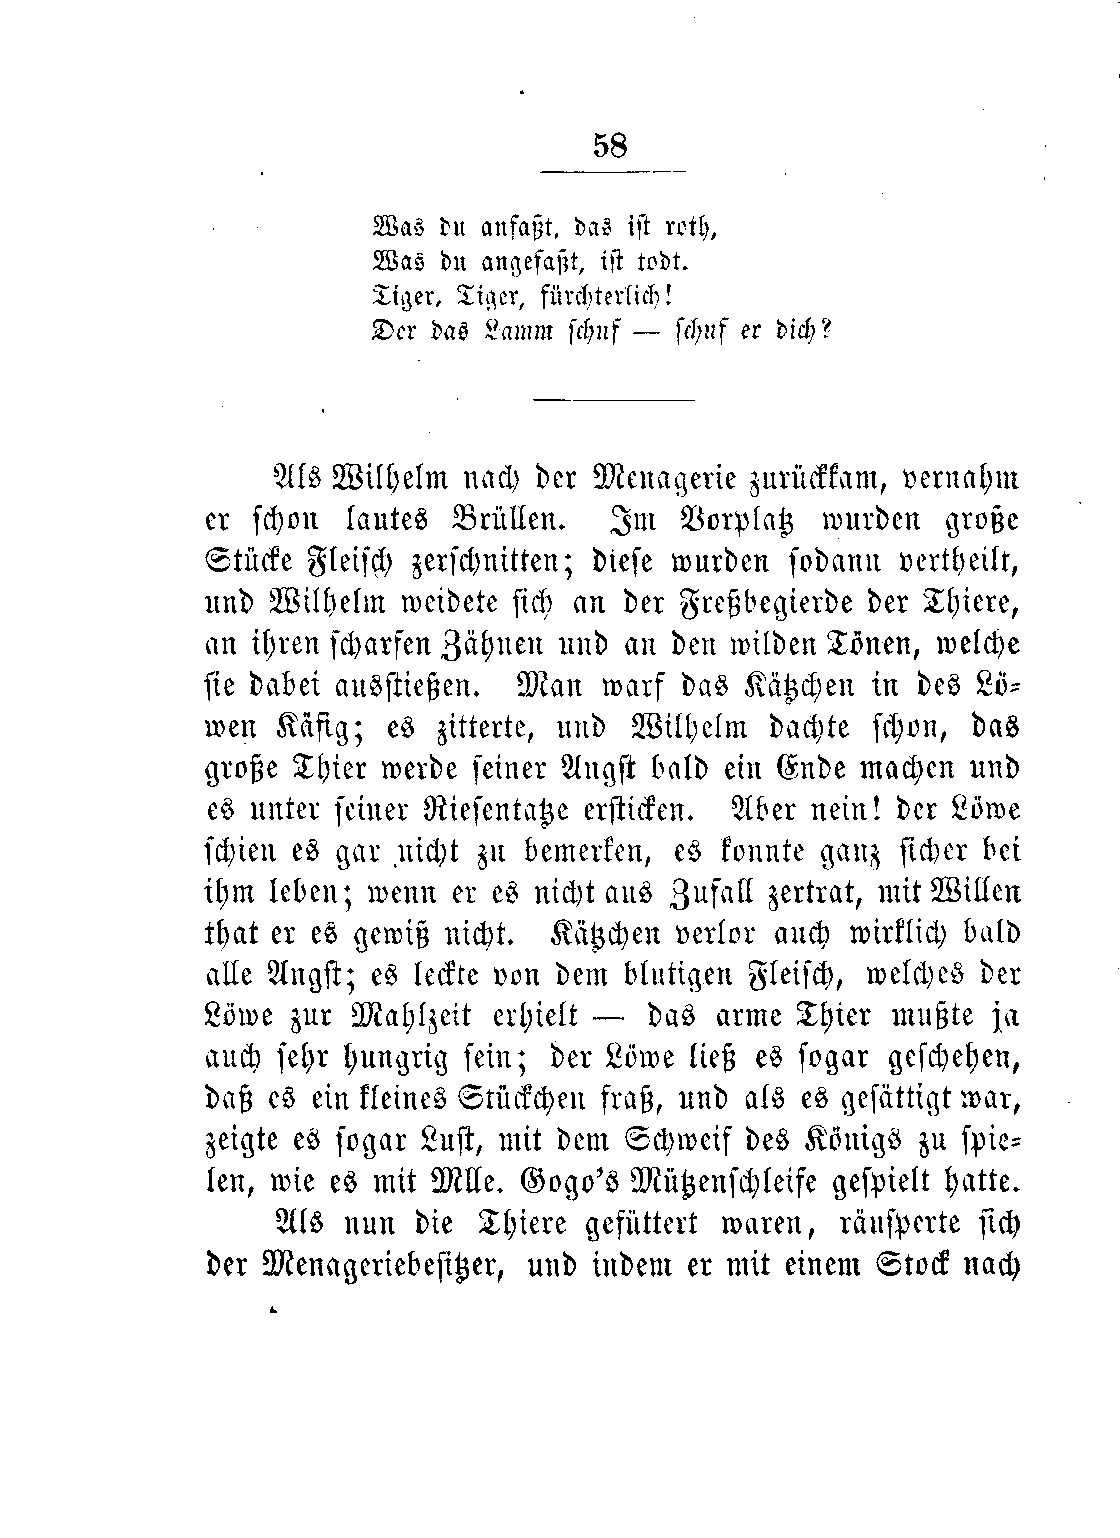 58
Was du anfaßt, das ist roth,
Was du angefaßt, ist todt.
Tiger, Tiger, fürchterlich!
Der das Lamm schuf — schuf er dich?
Als Wilhelm nach der Menagerie zurückkam, vernahm
er schon lautes Brüllen. Im Vorplatz wurden große
Stücke Fleisch zerschnitten; diese wurden sodann vertheilt,
und Wilhelm weidete sich an der Freßbegierde der Thiere,
an ihren scharfen Zähnen und an den wilden Tönen, welche
sie dabei ausstießen. Man warf das Kätzchen in des Lö-
wen Käfig; es zitterte, und Wilhelm dachte schon, das
große Thier werde seiner Angst bald ein Ende machen und
es unter seiner Riesentatze ersticken. Aber nein! der Löwe
schien es gar nicht zu bemerken, es konnte ganz sicher bei
ihm leben; wenn er es nicht aus Zufall zertrat, mit Willen
that er es gewiß nicht. Kätzchen verlor auch wirklich bald
alle Angst; es leckte von dem blutigen Fleisch, welches der
Löwe zur Mahlzeit erhielt — das arme Thier mußte ja
auch sehr hungrig sein; der Löwe ließ es sogar geschehen,
daß es ein kleines Stückchen fraß, und als es gesättigt war,
zeigte es sogar Lust, mit dem Schweif des Königs zu spie-
len, wie es mit Mlle. Gogo's Mützenschleife gespielt hatte.
Als nun die Thiere gefüttert waren, räusperte sich
der Menageriebesitzer, und indem er mit einem Stock nach